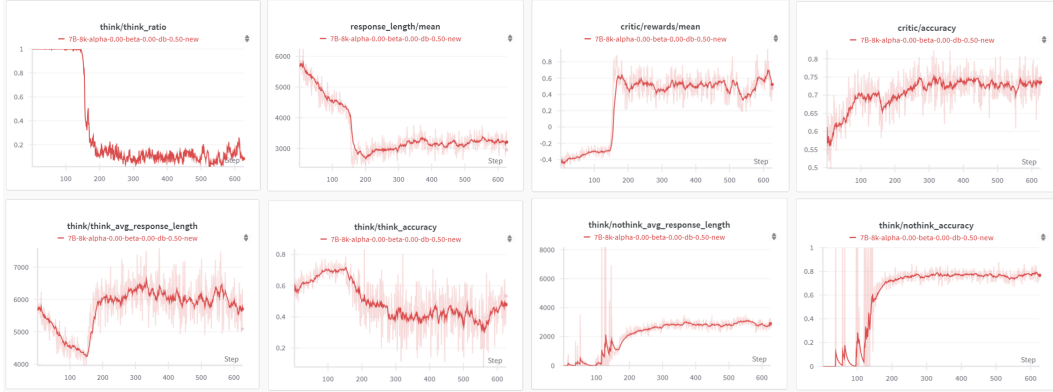 think/think_ratio
7B-8k-alpha-0.00-beta-0.00-db-0.50-new
1
0.8
0.6
0.4
0.2
Step
100 200 300 400 500 600
response_length/mean
7B-8k-alpha-0.00-beta-0.00-db-0.50-new
6000
5000
4000
3000
Step
100 200 300 400 500 600
critic/rewards/mean
7B-8k-alpha-0.00-beta-0.00-db-0.50-new
0.8
0.6
0.4
0.2
0
-0.2
-0.4
Step
100 200 300 400 500 600
critic/accuracy
7B-8k-alpha-0.00-beta-0.00-db-0.50-new
0.8
0.75
0.7
0.65
0.6
0.55
0.5
Step
100 200 300 400 500 600
think/think_avg_response_length
7B-8k-alpha-0.00-beta-0.00-db-0.50-new
7000
6000
5000
4000
Step
100 200 300 400 500 600
think/think_accuracy
7B-8k-alpha-0.00-beta-0.00-db-0.50-new
0.8
0.6
0.4
0.2
Step
100 200 300 400 500 600
think/nothink_avg_response_length
7B-8k-alpha-0.00-beta-0.00-db-0.50-new
8000
6000
4000
2000
0
Step
100 200 300 400 500 600
think/nothink_accuracy
7B-8k-alpha-0.00-beta-0.00-db-0.50-new
1
0.8
0.6
0.4
0.2
0
Step
100 200 300 400 500 600